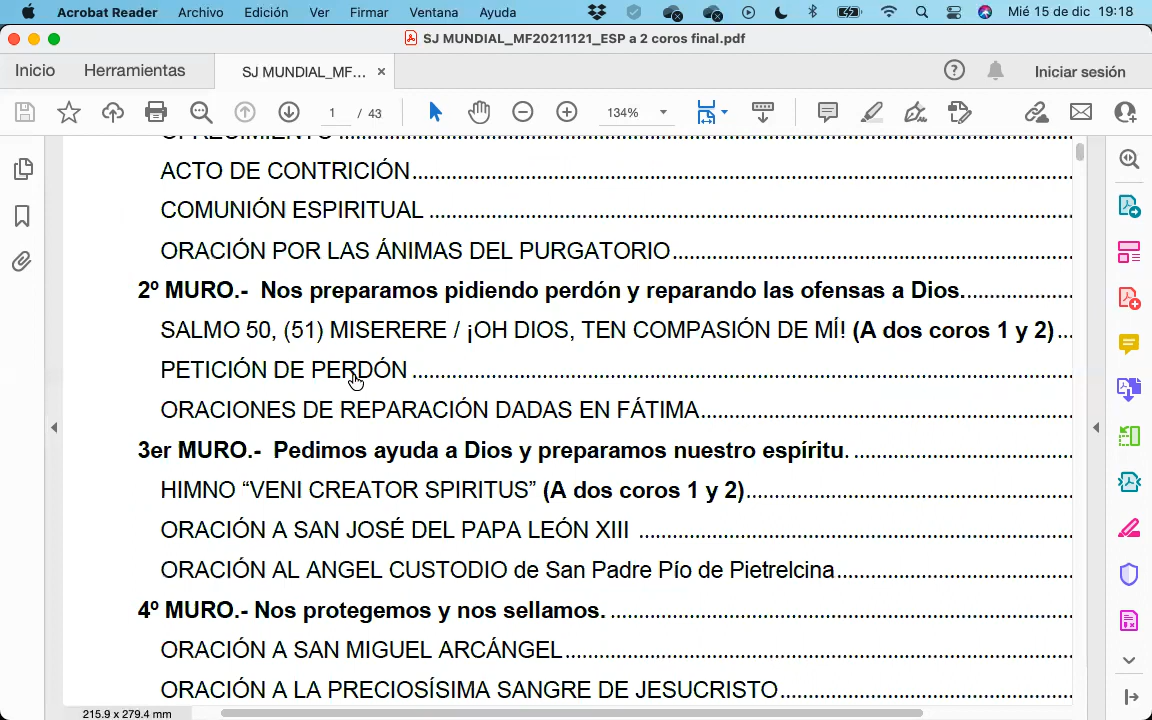 Acrobat Reader Archivo Edición Ver Firmar Ventana Ayuda Mié 15 de dic 19:18
SJ MUNDIAL_MF20211121_ESP a 2 coros final.pdf
Inicio Herramientas SJ MUNDIAL_MF... × Iniciar sesión
1 / 43 134%
ACTO DE CONTRICIÓN
COMUNIÓN ESPIRITUAL
ORACIÓN POR LAS ÁNIMAS DEL PURGATORIO
2º MURO.- Nos preparamos pidiendo perdón y reparando las ofensas a Dios.
SALMO 50, (51) MISERERE / ¡OH DIOS, TEN COMPASIÓN DE MÍ! (A dos coros 1 y 2)
PETICIÓN DE PERDÓN
ORACIONES DE REPARACIÓN DADAS EN FÁTIMA
3er MURO.- Pedimos ayuda a Dios y preparamos nuestro espíritu.
HIMNO “VENI CREATOR SPIRITUS” (A dos coros 1 y 2)
ORACIÓN A SAN JOSÉ DEL PAPA LEÓN XIII
ORACIÓN AL ANGEL CUSTODIO de San Padre Pío de Pietrelcina
4º MURO.- Nos protegemos y nos sellamos.
ORACIÓN A SAN MIGUEL ARCÁNGEL
ORACIÓN A LA PRECIOSÍSIMA SANGRE DE JESUCRISTO
215.9 x 279.4 mm